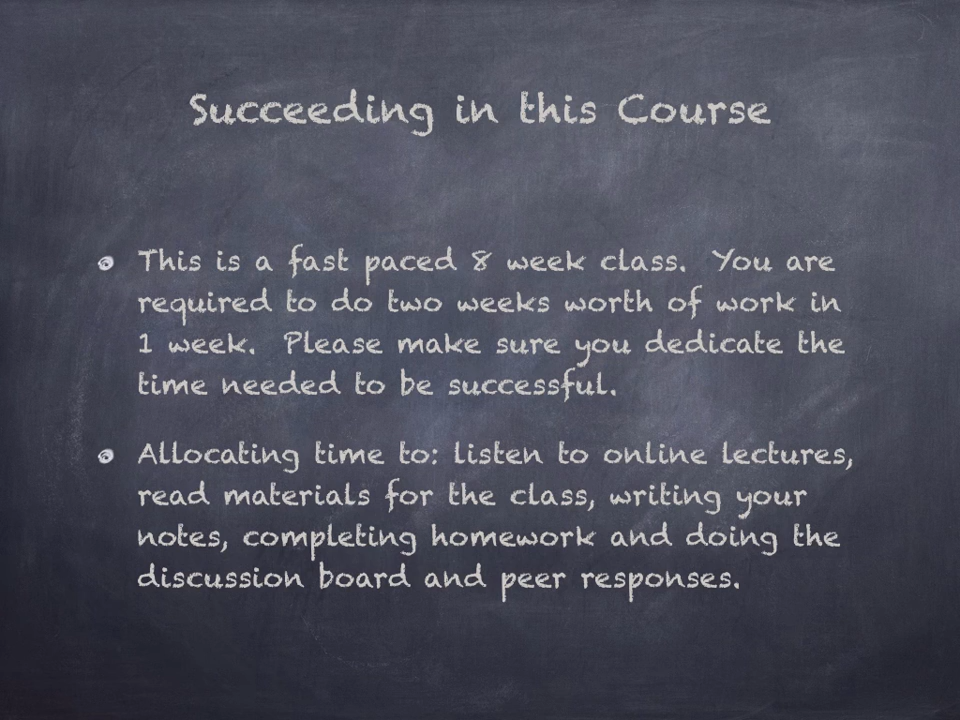 Succeeding in this Course
This is a fast paced 8 week class.  You are
required to do two weeks worth of work in
1 week.  Please make sure you dedicate the
time needed to be successful.
Allocating time to: listen to online lectures,
read materials for the class, writing your
notes, completing homework and doing the
discussion board and peer responses.